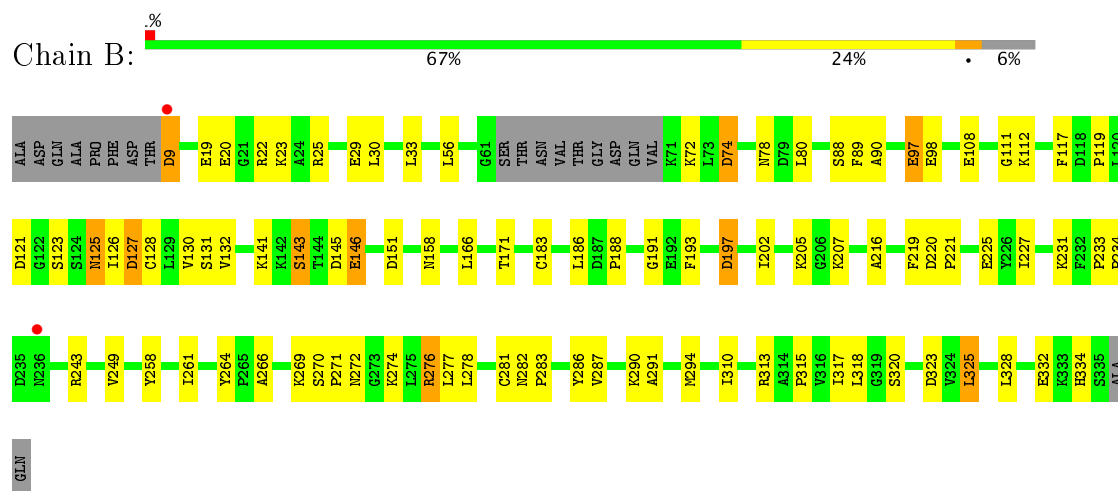 .%
Chain B:
67% 24% • 6%
ALA ASP GLN ALA PRO PHE ASP THR D9 E19 E20 G21 R22 K23 A24 R25 E29 L30 L33 L56 G61 SER THR ASN VAL THR GLY ASP GLN VAL K71 K72 L73 D74 N78 D79 L80 S88 F89 A90 E97 E98 E108 G111 K112 F117 D118 P119 L120
D121 G122 S123 S124 N125 I126 D127 C128 L129 V130 S131 V132 K141 K142 S143 T144 D145 E146 D151 N158 L166 T171 C183 L186 D187 P188 G191 E192 F193 D197 I202 K205 G206 K207 A216 F219 D220 P221 E225 Y226 I227 K231 F232 P233 P234
D235 N236 R243 V249 Y258 I261 Y264 P265 A266 K269 S270 P271 N272 G273 K274 L275 R276 L277 L278 C281 N282 P283 Y286 V287 K290 A291 M294 I310 R313 A314 P315 V316 I317 L318 G319 S320 D323 V324 L325 L328 E332 K333 H334 S335 ALA
GLN